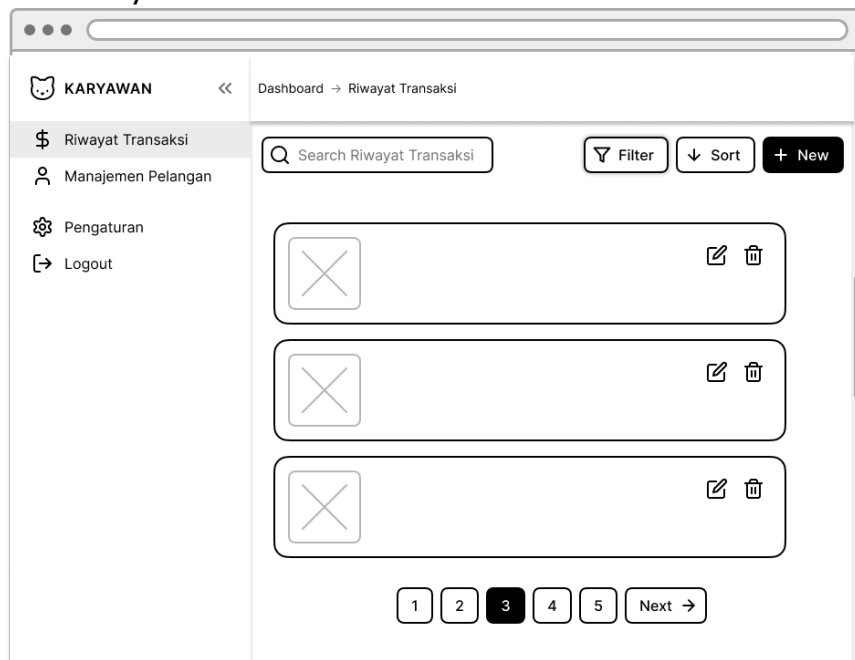 KARYAWAN
Dashboard → Riwayat Transaksi
Riwayat Transaksi
Manajemen Pelangan
Pengaturan
Logout
Search Riwayat Transaksi
Filter
Sort
+ New
1 2 3 4 5 Next →